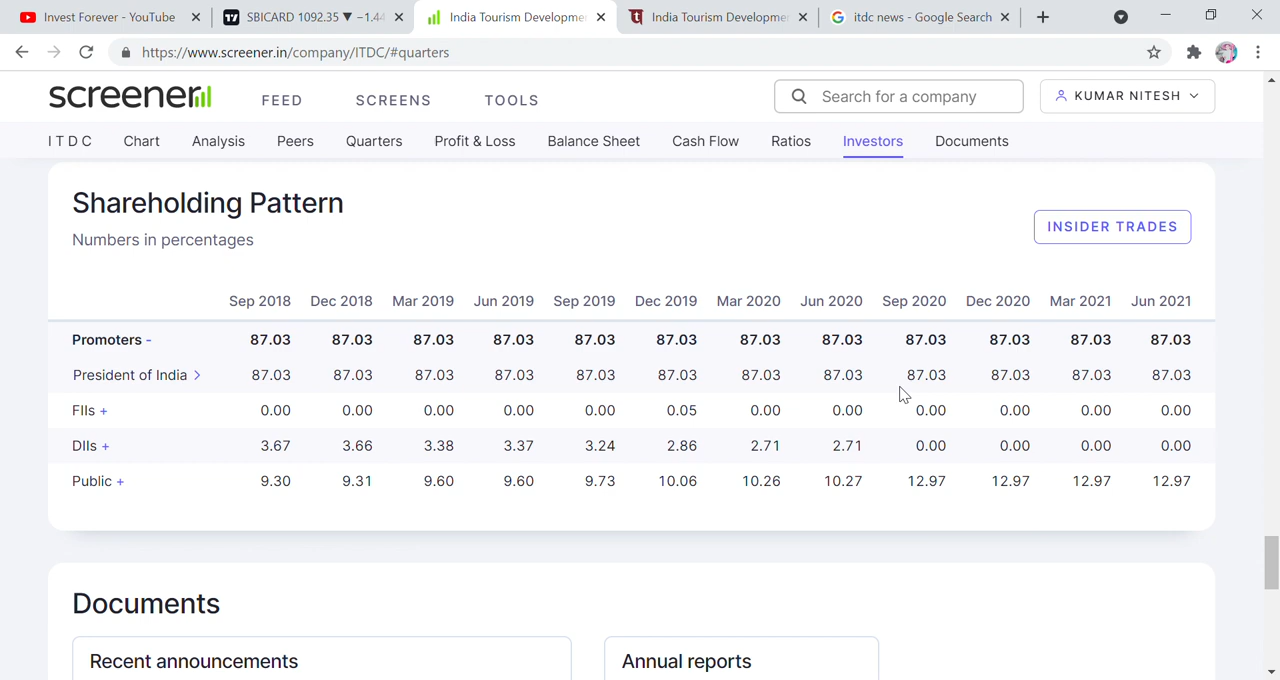 Invest Forever - YouTube
SBICARD 1092.35 ▼ −1.44
India Tourism Developme
India Tourism Developmen
itdc news - Google Search
https://www.screener.in/company/ITDC/#quarters
screener
FEED SCREENS TOOLS
Search for a company
KUMAR NITESH
I T D C Chart Analysis Peers Quarters Profit & Loss Balance Sheet Cash Flow Ratios Investors Documents
Shareholding Pattern
Numbers in percentages
INSIDER TRADES
Sep 2018 Dec 2018 Mar 2019 Jun 2019 Sep 2019 Dec 2019 Mar 2020 Jun 2020 Sep 2020 Dec 2020 Mar 2021 Jun 2021
Promoters - 87.03 87.03 87.03 87.03 87.03 87.03 87.03 87.03 87.03 87.03 87.03 87.03
President of India > 87.03 87.03 87.03 87.03 87.03 87.03 87.03 87.03 87.03 87.03 87.03 87.03
FIIs + 0.00 0.00 0.00 0.00 0.00 0.05 0.00 0.00 0.00 0.00 0.00 0.00
DIIs + 3.67 3.66 3.38 3.37 3.24 2.86 2.71 2.71 0.00 0.00 0.00 0.00
Public + 9.30 9.31 9.60 9.60 9.73 10.06 10.26 10.27 12.97 12.97 12.97 12.97
Documents
Recent announcements
Annual reports